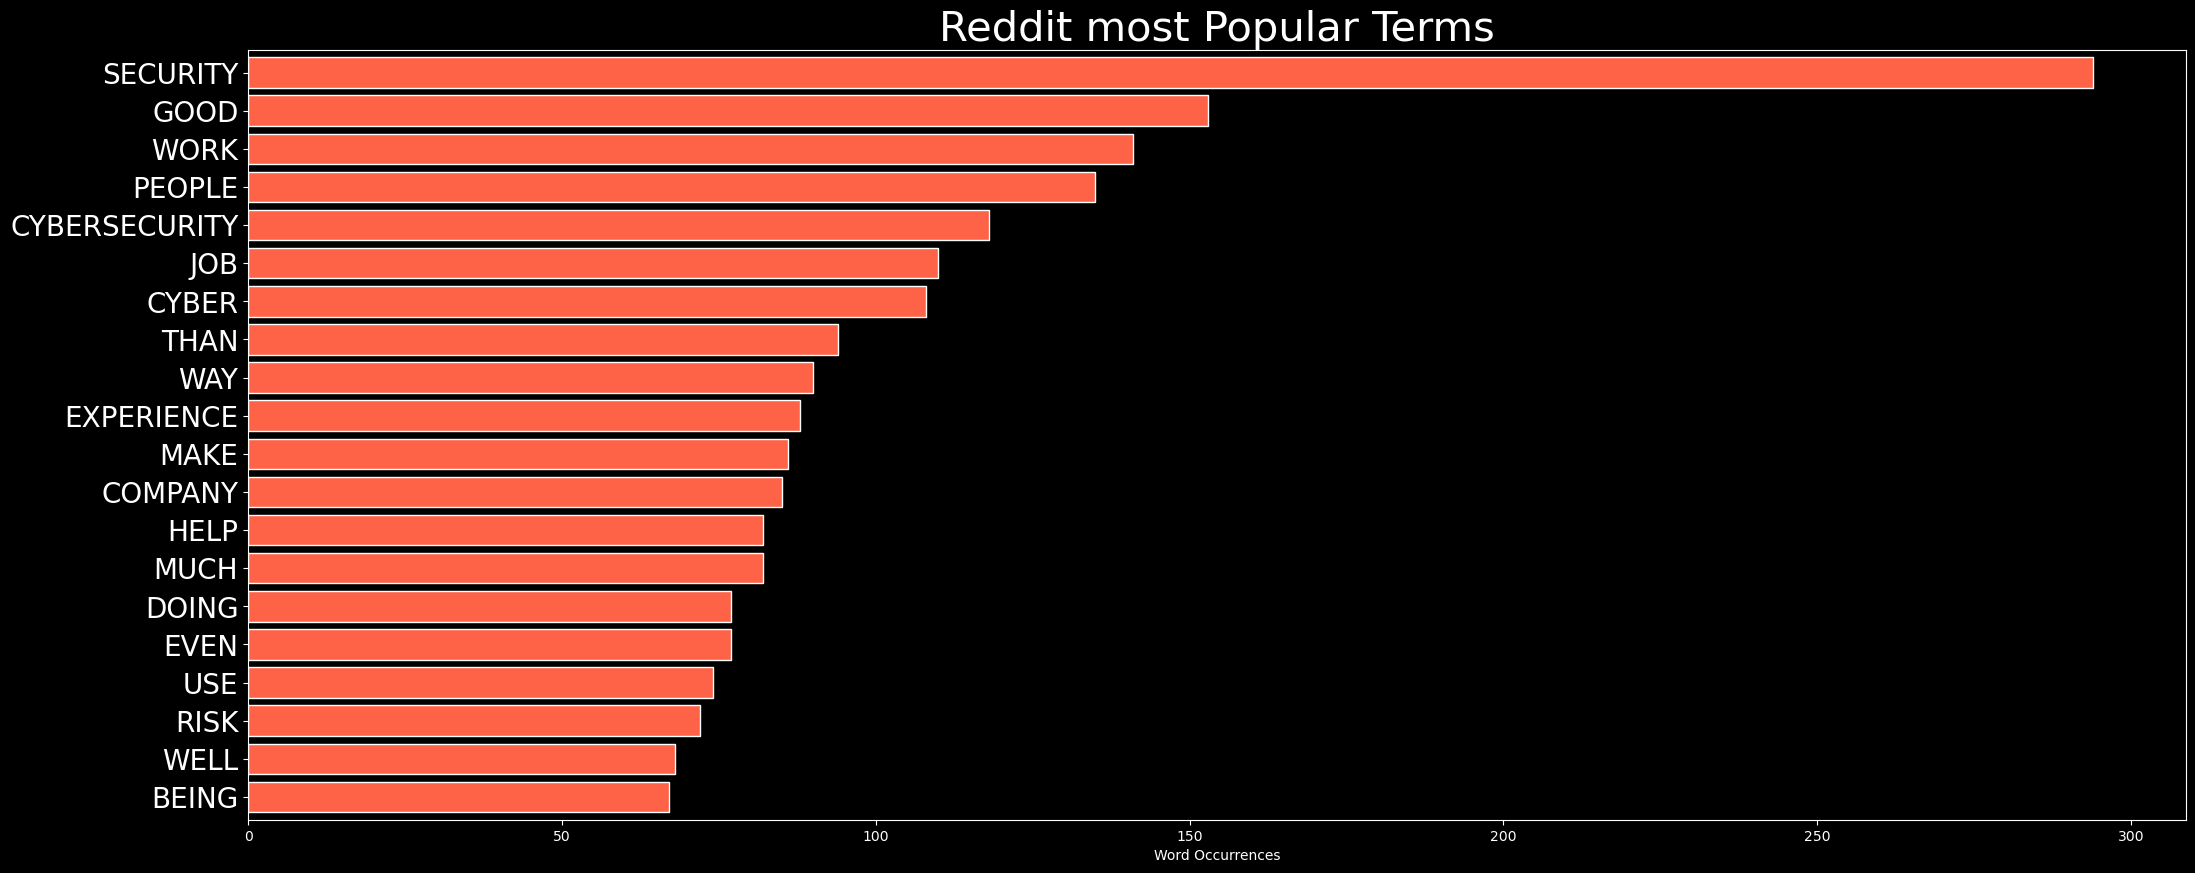 Reddit most Popular Terms
SECURITY
GOOD
WORK
PEOPLE
CYBERSECURITY
JOB
CYBER
THAN
WAY
EXPERIENCE
MAKE
COMPANY
HELP
MUCH
DOING
EVEN
USE
RISK
WELL
BEING
0 50 100 150 200 250 300
Word Occurrences